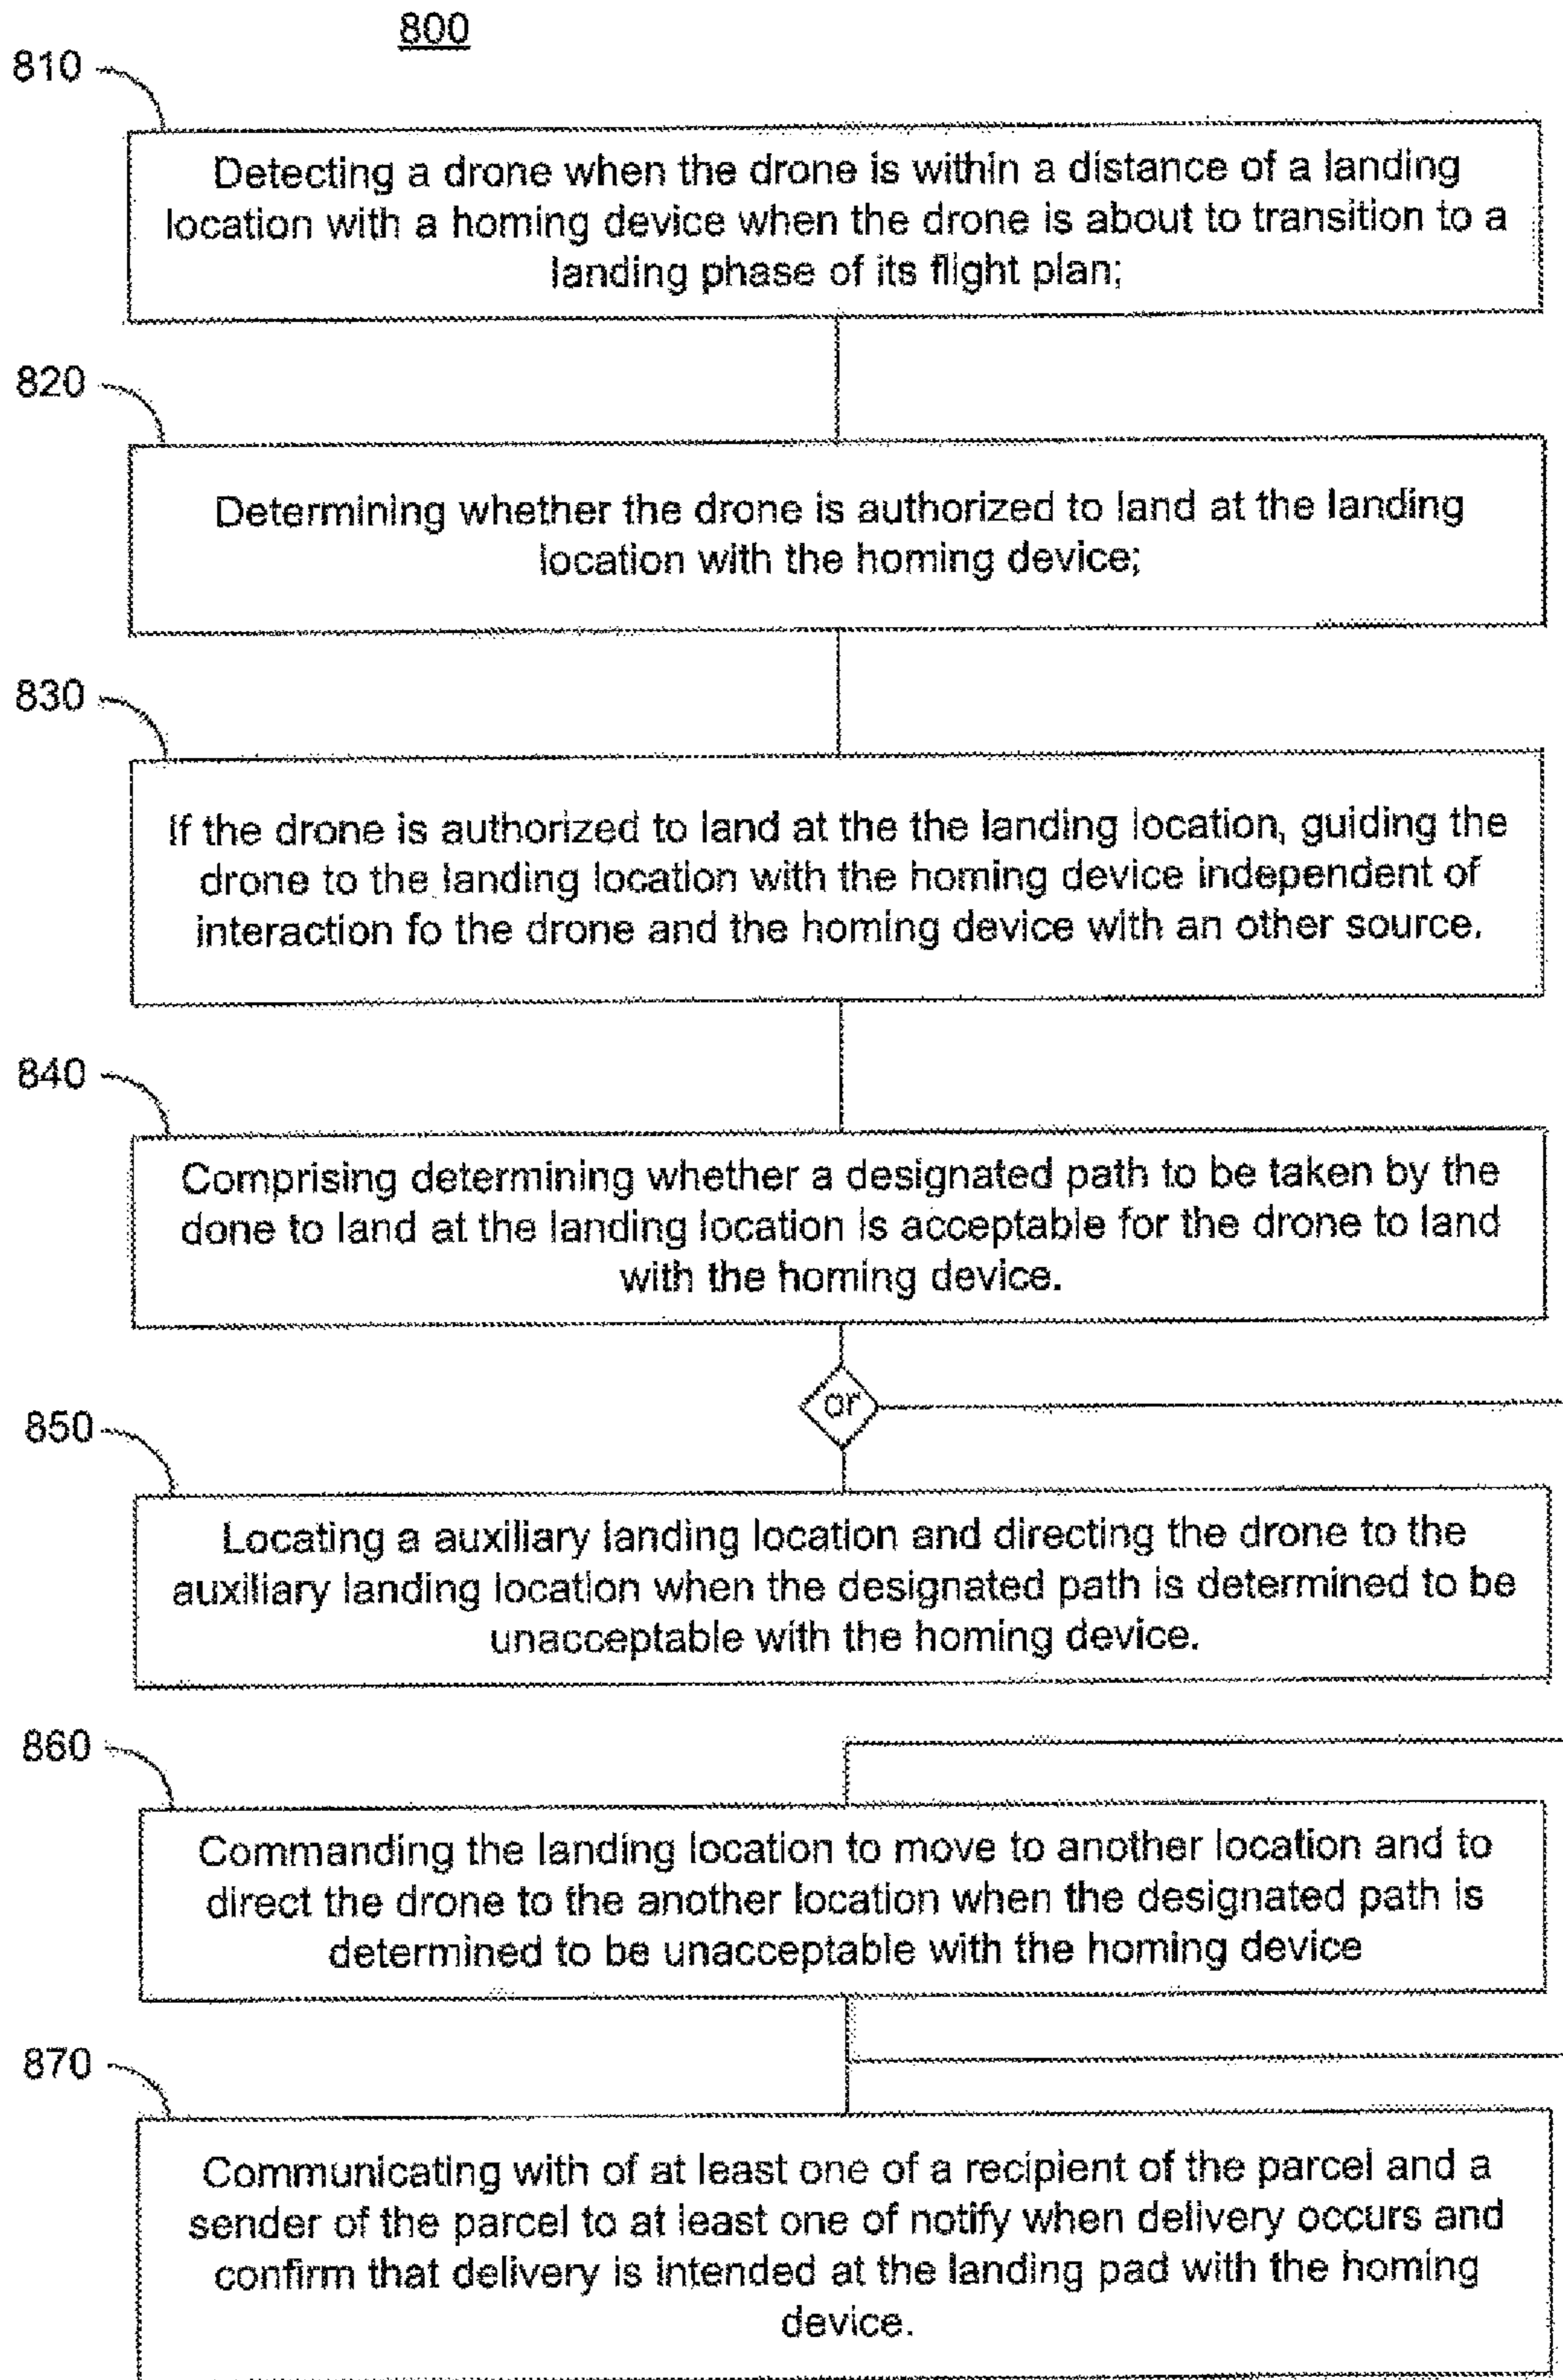 800
810
Detecting a drone when the drone is within a distance of a landing
location with a homing device when the drone is about to transition to a
landing phase of its flight plan;
820
Determining whether the drone is authorized to land at the landing
location with the homing device;
830
If the drone is authorized to land at the the landing location, guiding the
drone to the landing location with the homing device independent of
interaction fo the drone and the homing device with an other source.
840
Comprising determining whether a designated path to be taken by the
done to land at the landing location is acceptable for the drone to land
with the homing device.
or
850
Locating a auxiliary landing location and directing the drone to the
auxiliary landing location when the designated path is determined to be
unacceptable with the homing device.
860
Commanding the landing location to move to another location and to
direct the drone to the another location when the designated path is
determined to be unacceptable with the homing device
870
Communicating with of at least one of a recipient of the parcel and a
sender of the parcel to at least one of notify when delivery occurs and
confirm that delivery is intended at the landing pad with the homing
device.